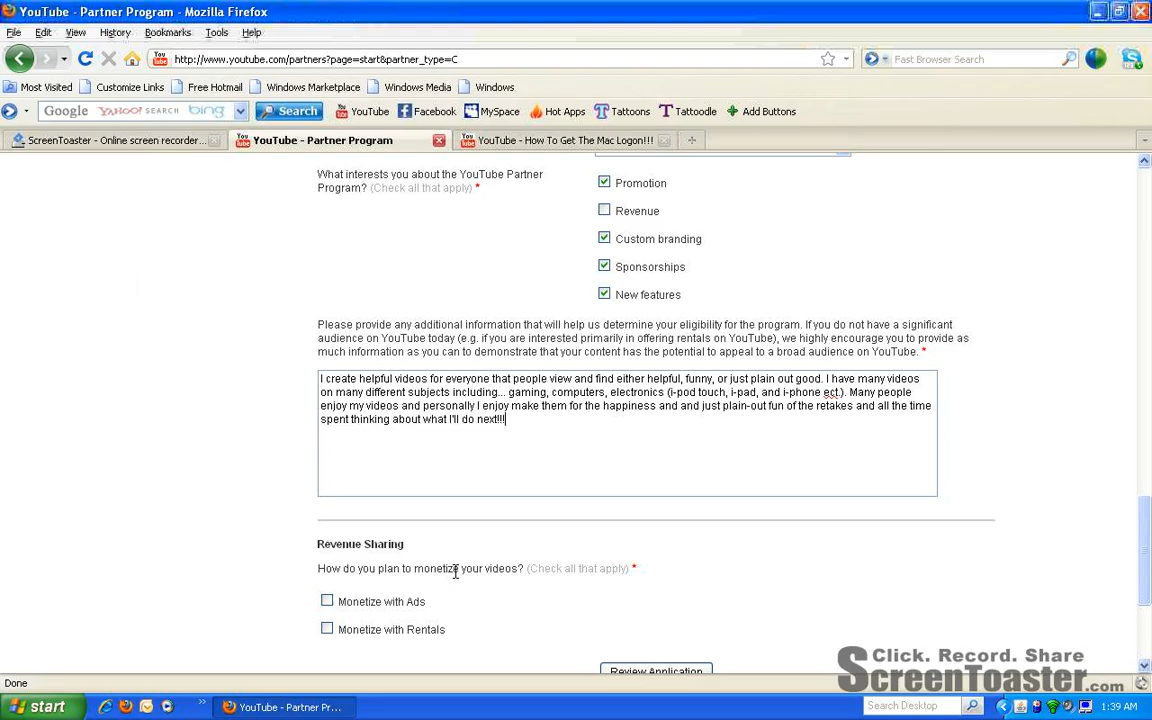 YouTube - Partner Program - Mozilla Firefox
File Edit View History Bookmarks Tools Help
http://www.youtube.com/partners?page=start&partner_type=C
Fast Browser Search
Most Visited Customize Links Free Hotmail Windows Marketplace Windows Media Windows
Google YAHOO! SEARCH bing Search YouTube Facebook MySpace Hot Apps Tattoos Tattoodle Add Buttons
ScreenToaster - Online screen recorder... YouTube - Partner Program YouTube - How To Get The Mac Logon!!!
What interests you about the YouTube Partner
Program? (Check all that apply) *
Promotion
Revenue
Custom branding
Sponsorships
New features
Please provide any additional information that will help us determine your eligibility for the program. If you do not have a significant
audience on YouTube today (e.g. if you are interested primarily in offering rentals on YouTube), we highly encourage you to provide as
much information as you can to demonstrate that your content has the potential to appeal to a broad audience on YouTube. *
I create helpful videos for everyone that people view and find either helpful, funny, or just plain out good. I have many videos
on many different subjects including... gaming, computers, electronics (i-pod touch, i-pad, and i-phone ect.). Many people
enjoy my videos and personally I enjoy make them for the happiness and and just plain-out fun of the retakes and all the time
spent thinking about what I'll do next!!!
Revenue Sharing
How do you plan to monetize your videos? (Check all that apply) *
Monetize with Ads
Monetize with Rentals
Review Application
Click. Record. Share
ScreenToaster.com
Done
start YouTube - Partner Pr... Search Desktop 1:39 AM